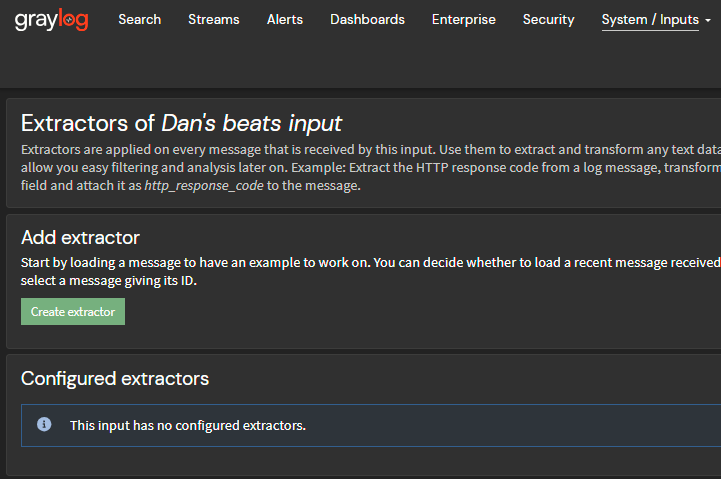 graylog
Search
Streams
Alerts
Dashboards
Enterprise
Security
System / Inputs
Extractors of Dan's beats input
Extractors are applied on every message that is received by this input. Use them to extract and transform any text data
allow you easy filtering and analysis later on. Example: Extract the HTTP response code from a log message, transform
field and attach it as http_response_code to the message.
Add extractor
Start by loading a message to have an example to work on. You can decide whether to load a recent message received
select a message giving its ID.
Create extractor
Configured extractors
This input has no configured extractors.